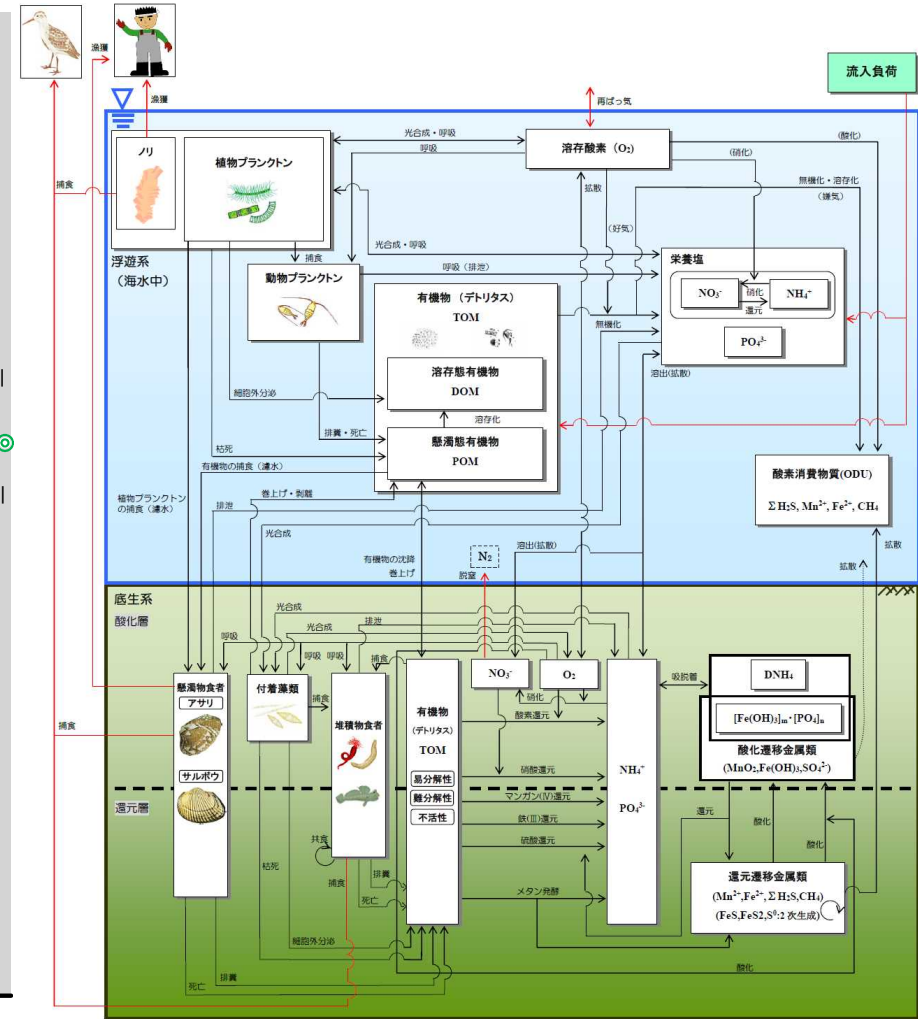 漁獲
漁獲
流入負荷
再ばっ気
ノリ
植物プランクトン
光合成・呼吸
呼吸
溶存酸素（O₂）
（酸化）
（硝化）
捕食
拡散
無機化・溶存化
（嫌気）
（好気）
光合成・呼吸
浮遊系
（海水中）
捕食
動物プランクトン
呼吸（排泄）
栄養塩
NO₃⁻
硝化
還元
NH₄⁺
PO₄³⁻
有機物（デトリタス）
TOM
無機化
溶存態有機物
DOM
溶出(拡散)
細胞外分泌
溶存化
排糞・死亡
懸濁態有機物
POM
枯死
有機物の捕食（濾水）
巻上げ・剥離
植物プランクトン
の捕食（濾水）
排泄
光合成
酸素消費物質(ODU)
ΣH₂S, Mn²⁺, Fe²⁺, CH₄
有機物の沈降
巻上げ
N₂
脱窒
溶出(拡散)
拡散
拡散
底生系
酸化層
光合成
光合成
排泄
呼吸
呼吸
呼吸
捕食
懸濁物食者
アサリ
サルボウ
付着藻類
捕食
堆積物食者
有機物
(デトリタス)
TOM
易分解性
難分解性
不活性
NO₃⁻
O₂
硝化
酸素還元
硝酸還元
マンガン(Ⅳ)還元
鉄(Ⅲ)還元
硫酸還元
メタン発酵
NH₄⁺
PO₄³⁻
吸脱着
DNH₄
[Fe(OH)₃]m・[PO₄]n
酸化遷移金属類
(MnO₂,Fe(OH)₃,SO₄²⁻)
捕食
還元層
還元
酸化
酸化
還元遷移金属類
(Mn²⁺,Fe²⁺,ΣH₂S,CH₄)
(FeS,FeS2,S⁰:2次生成)
共食
枯死
捕食
排糞
死亡
細胞外分泌
排糞
死亡
酸化